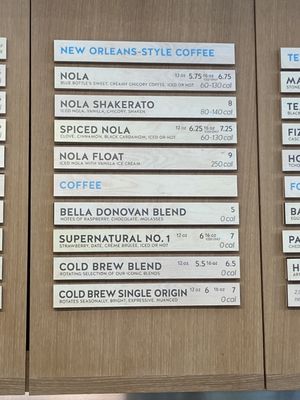 NEW ORLEANS-STYLE COFFEE
NOLA 12 oz 5.75 16 oz 6.75
BLUE BOTTLE'S SWEET, CREAMY CHICORY COFFEE, ICED OR HOT 60-130 cal
NOLA SHAKERATO 8
ICED NOLA, VANILLA, CHICORY, SHAKEN 80-140 cal
SPICED NOLA 12 oz 6.25 16 oz 7.25
CLOVE, CINNAMON, BLACK CARDAMOM, ICED OR HOT 60-130 cal
NOLA FLOAT 9
ICED NOLA WITH VANILLA ICE CREAM 250 cal
COFFEE
BELLA DONOVAN BLEND 5
NOTES OF RASPBERRY, CHOCOLATE, MOLASSES 0 cal
SUPERNATURAL NO. 1 12 oz 6 16 oz 7
STRAWBERRY, DATE, CRÈME BRÛLÉE, ICED OR HOT 0 cal
COLD BREW BLEND 12 oz 5.5 16 oz 6.5
ROTATING SELECTION OF OUR ICONIC BLENDS 0 cal
COLD BREW SINGLE ORIGIN 12 oz 6 16 oz 7
ROTATES SEASONALLY, BRIGHT, EXPRESSIVE, NUANCED 0 cal